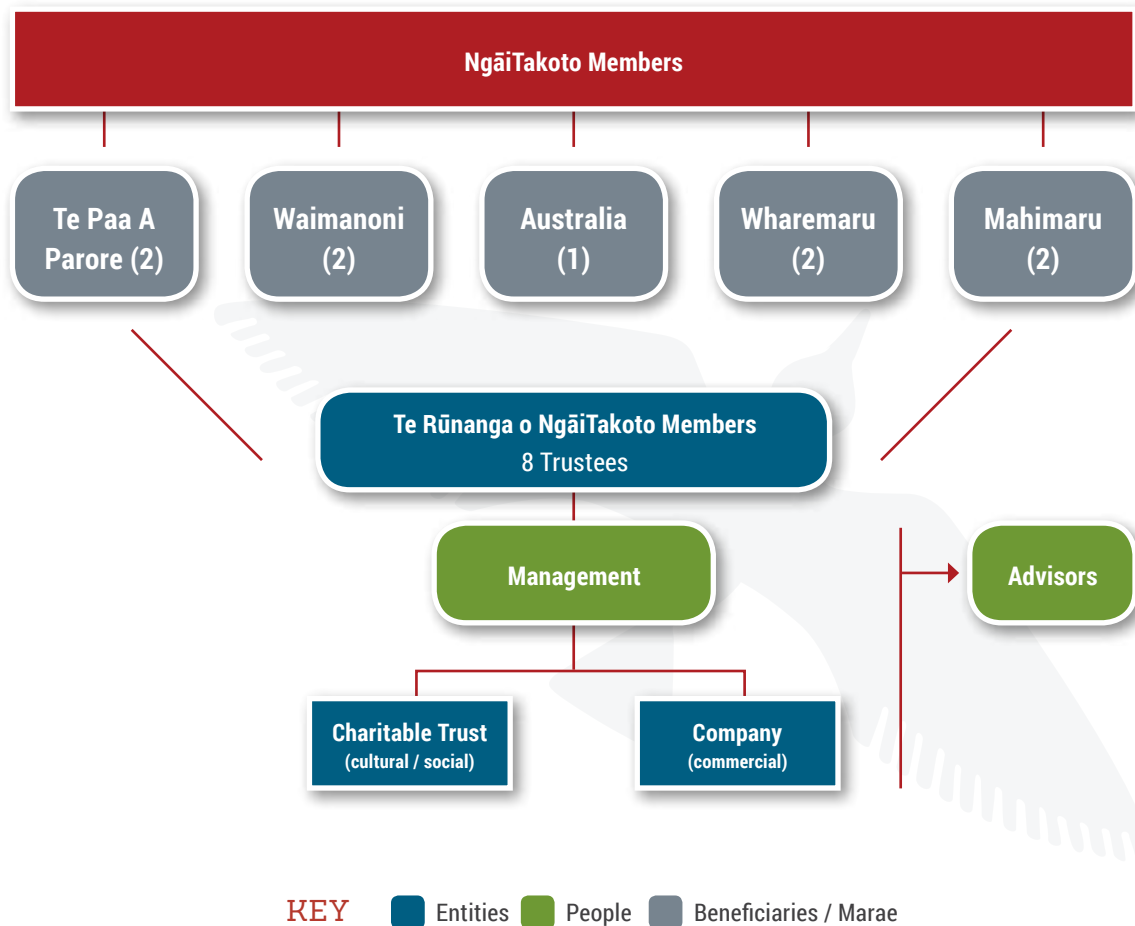 NgāiTakoto Members
Te Paa A
Parore (2)
Waimanoni
(2)
Australia
(1)
Wharemaru
(2)
Mahimaru
(2)
Te Rūnanga o NgāiTakoto Members
8 Trustees
Management
Advisors
Charitable Trust
(cultural / social)
Company
(commercial)
KEY Entities People Beneficiaries / Marae